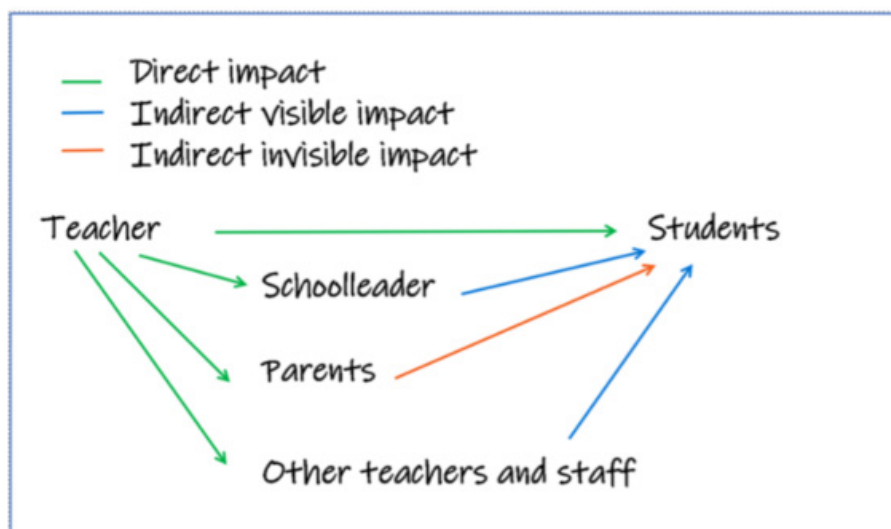 Direct impact
Indirect visible impact
Indirect invisible impact
Teacher
Students
Schoolleader
Parents
Other teachers and staff